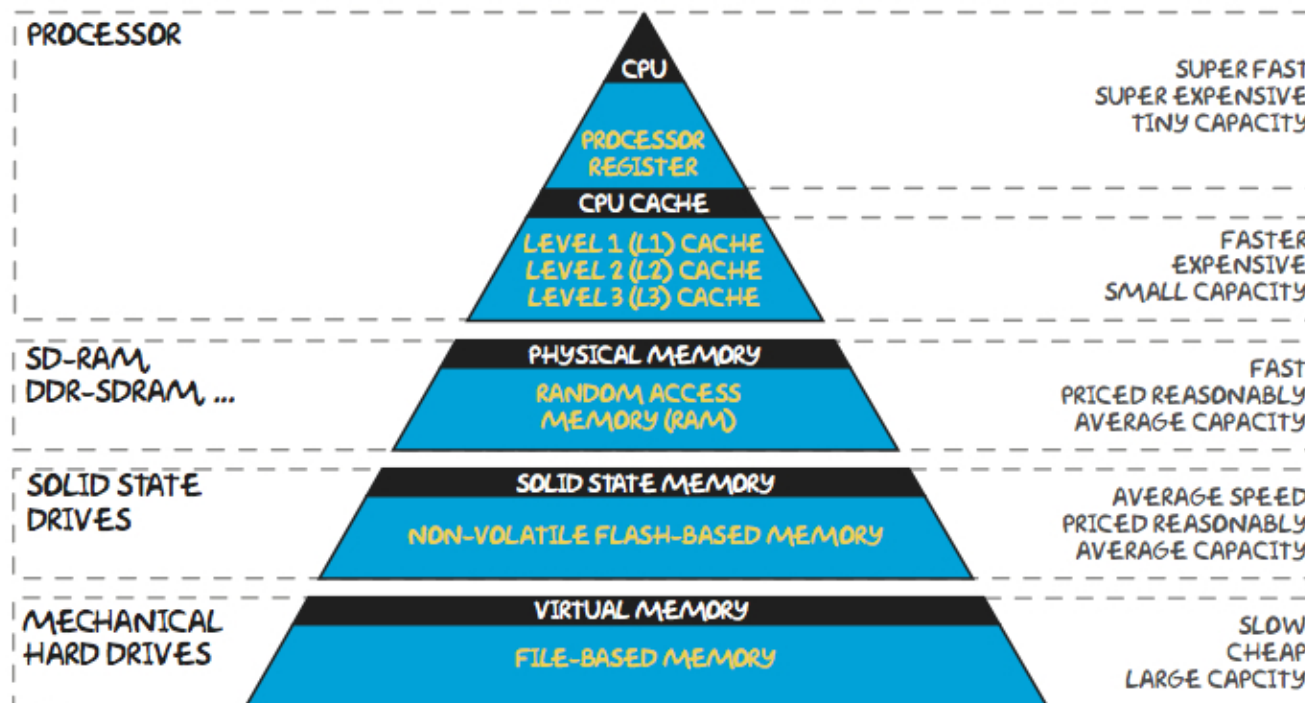 PROCESSOR
CPU
SUPER FAST
SUPER EXPENSIVE
TINY CAPACITY
PROCESSOR
REGISTER
CPU CACHE
LEVEL 1 (L1) CACHE
LEVEL 2 (L2) CACHE
LEVEL 3 (L3) CACHE
FASTER
EXPENSIVE
SMALL CAPACITY
SD-RAM,
DDR-SDRAM, ...
PHYSICAL MEMORY
RANDOM ACCESS
MEMORY (RAM)
FAST
PRICED REASONABLY
AVERAGE CAPACITY
SOLID STATE
DRIVES
SOLID STATE MEMORY
NON-VOLATILE FLASH-BASED MEMORY
AVERAGE SPEED
PRICED REASONABLY
AVERAGE CAPACITY
MECHANICAL
HARD DRIVES
VIRTUAL MEMORY
FILE-BASED MEMORY
SLOW
CHEAP
LARGE CAPCITY